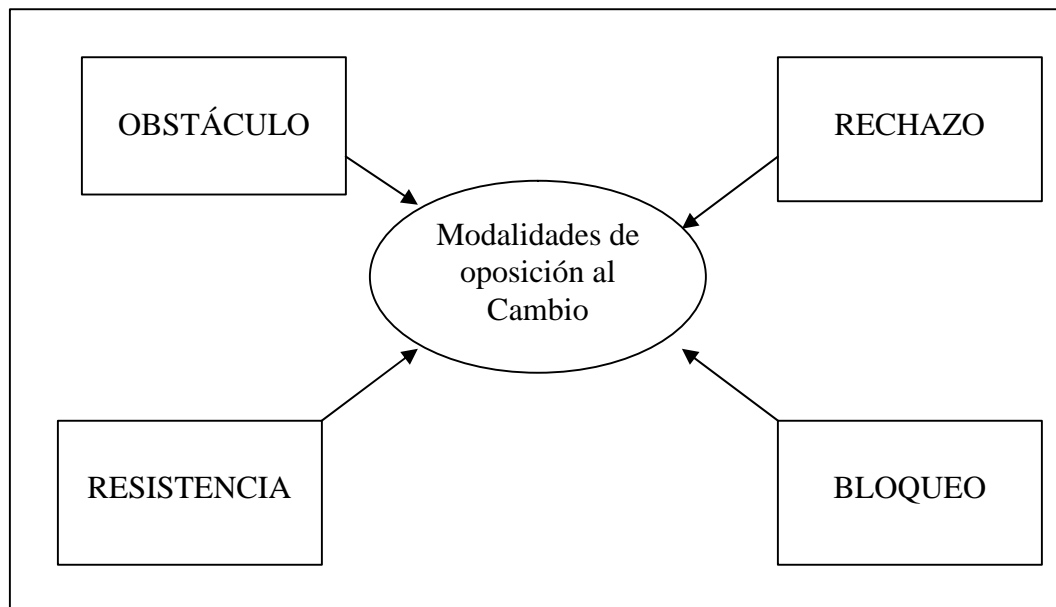 OBSTÁCULO
RECHAZO
Modalidades de
oposición al
Cambio
RESISTENCIA
BLOQUEO